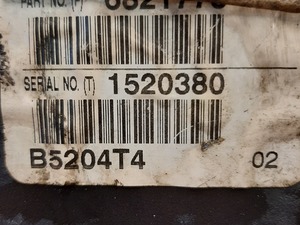 PART NO. (P)
SERIAL NO. (T) 1520380
B5204T4 02